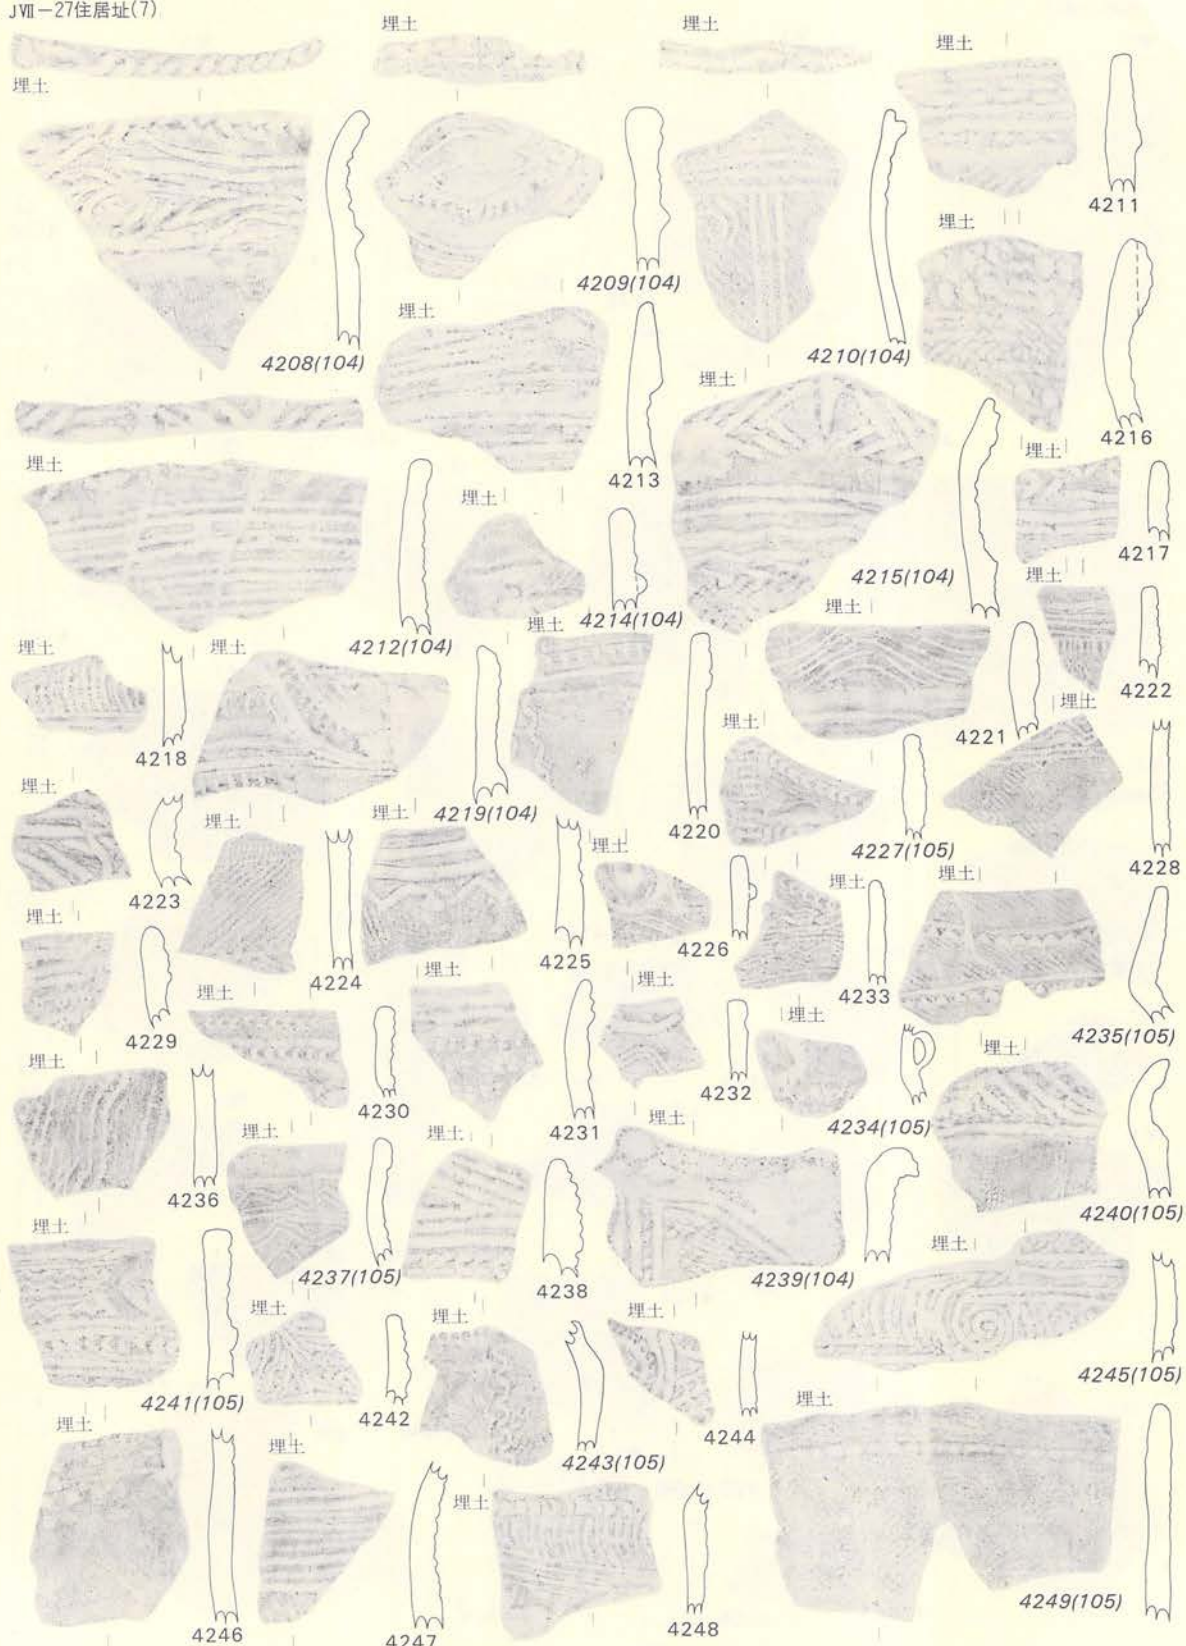 JⅦ－27住居址(7)
埋土
埋土
埋土
埋土
4208(104)
4209(104)
4210(104)
4211
埋土
埋土
埋土
4212(104)
4213
埋土
4214(104)
4215(104)
4216
埋土
埋土
4217
埋土
埋土
埋土
埋土
埋土
4218
4219(104)
4220
埋土
4221
4222
埋土
埋土
埋土
埋土
4223
4224
4225
埋土
4226
4227(105)
4228
埋土
埋土
埋土
4229
埋土
4230
埋土
4231
埋土
4232
4233
埋土
4234(105)
4235(105)
埋土
4236
埋土
4237(105)
埋土
4238
埋土
4239(104)
埋土
4240(105)
埋土
4241(105)
埋土
4242
埋土
4243(105)
埋土
4244
埋土
4245(105)
埋土
4246
埋土
4247
埋土
4248
埋土
4249(105)